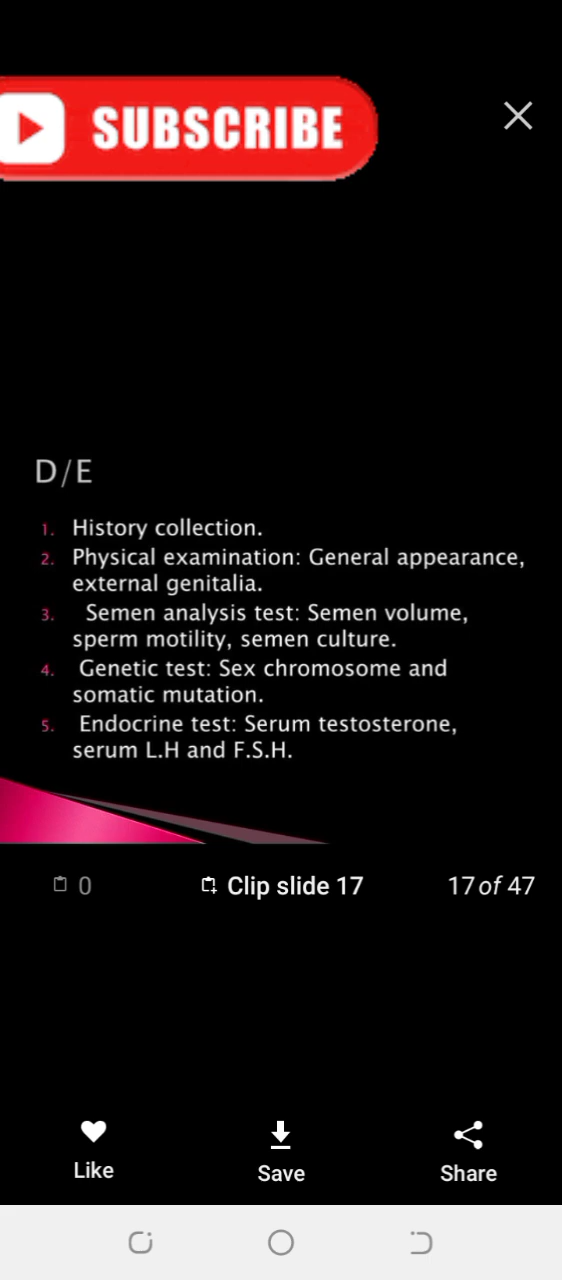 SUBSCRIBE
D/E
1. History collection.
2. Physical examination: General appearance,
external genitalia.
3. Semen analysis test: Semen volume,
sperm motility, semen culture.
4. Genetic test: Sex chromosome and
somatic mutation.
5. Endocrine test: Serum testosterone,
serum L.H and F.S.H.
0
Clip slide 17
17 of 47
Like
Save
Share